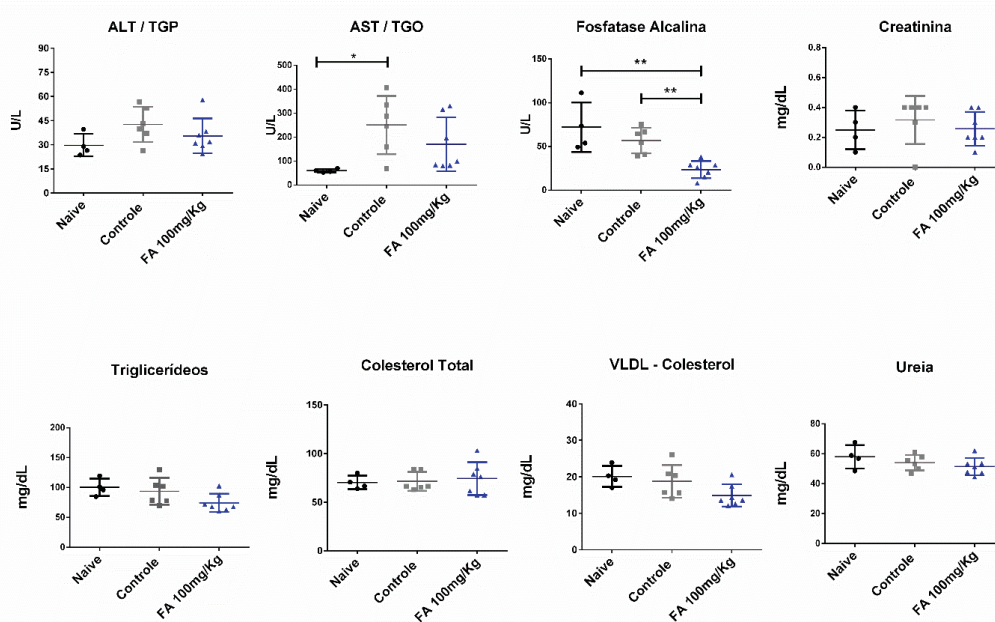 ALT / TGP
90
75
60
45
30
15
U/L
Naive
Controle
FA 100mg/Kg
AST / TGO
500
400
300
200
100
0
U/L
*
Naive
Controle
FA 100mg/Kg
Fosfatase Alcalina
150
100
50
0
U/L
**
**
Naive
Controle
FA 100mg/Kg
Creatinina
0.8
0.6
0.4
0.2
0.0
mg/dL
Naive
Controle
FA 100mg/Kg
Triglicerídeos
200
150
100
50
0
mg/dL
Naive
Controle
FA 100mg/Kg
Colesterol Total
150
100
50
0
mg/dL
Naive
Controle
FA 100mg/Kg
VLDL - Colesterol
40
30
20
10
0
mg/dL
Naive
Controle
FA 100mg/Kg
Ureia
80
60
40
20
0
mg/dL
Naive
Controle
FA 100mg/Kg